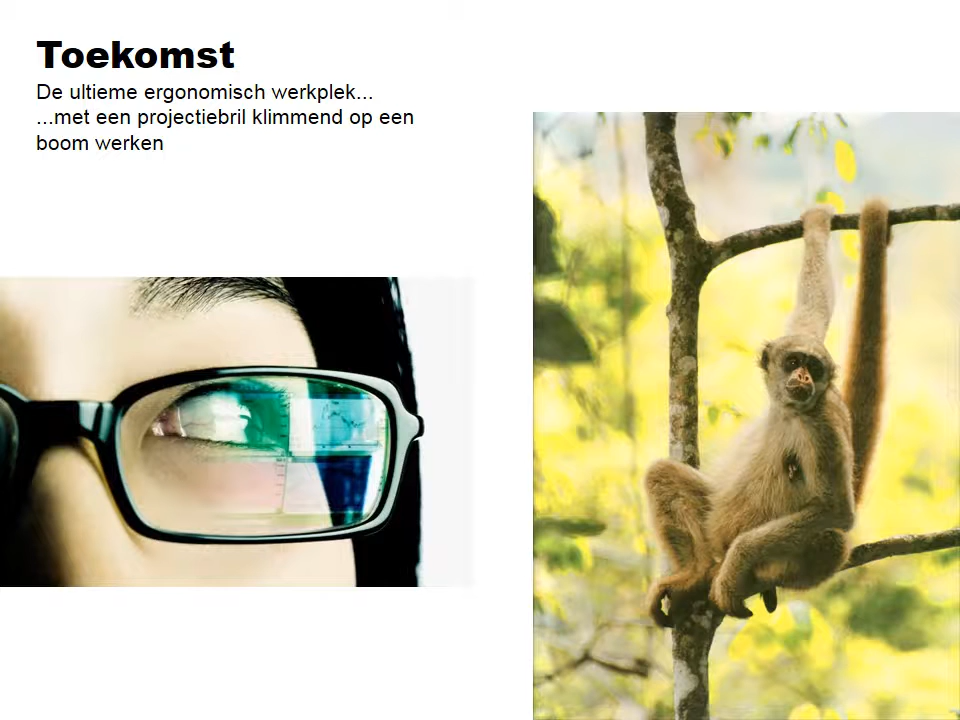 Toekomst
De ultieme ergonomisch werkplek...
...met een projectiebril klimmend op een
boom werken